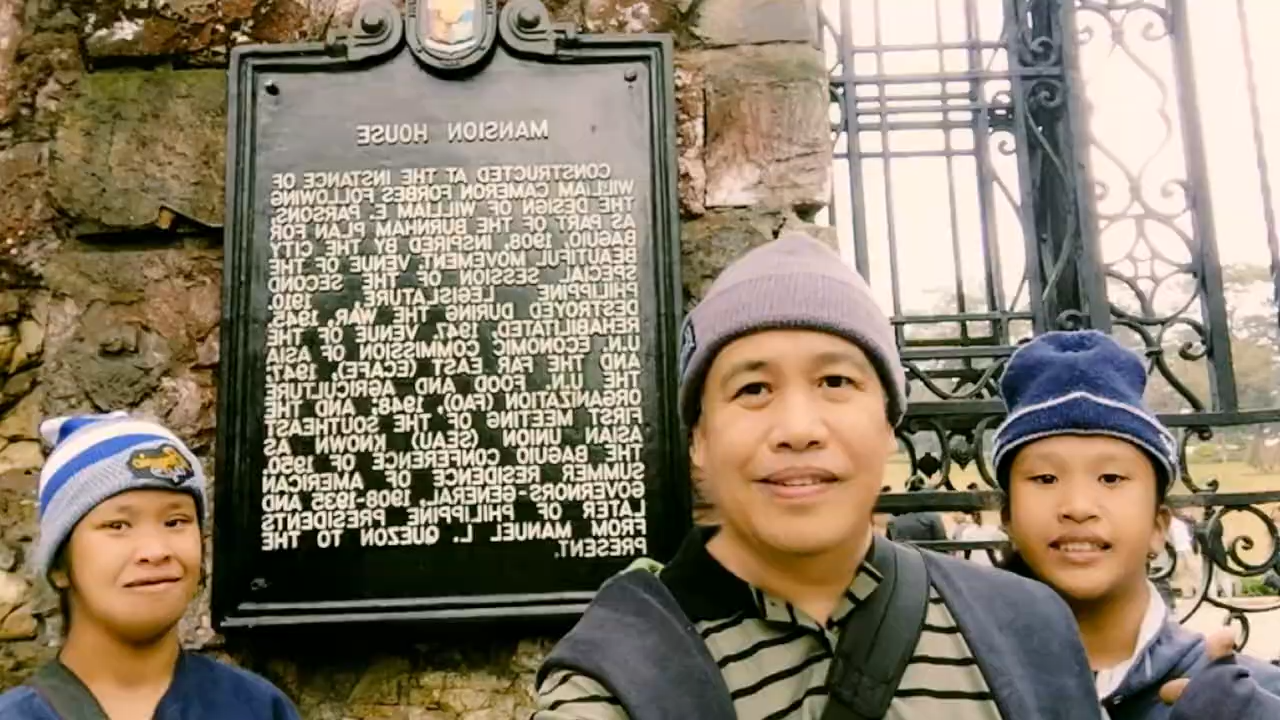 MANSION HOUSE
CONSTRUCTED AT THE INSTANCE OF
WILLIAM CAMERON FORBES FOLLOWING
THE DESIGN OF WILLIAM E. PARSONS,
AS PART OF THE BURNHAM PLAN FOR
BAGUIO, 1908, INSPIRED BY THE CITY
BEAUTIFUL MOVEMENT. VENUE OF THE
SPECIAL SESSION OF THE SECOND
PHILIPPINE LEGISLATURE, 1910.
DESTROYED DURING THE WAR, 1945.
REHABILITATED, 1947. VENUE OF THE
U.N. ECONOMIC COMMISSION OF ASIA
AND THE FAR EAST (ECAFE), 1947;
THE U.N. FOOD AND AGRICULTURE
ORGANIZATION (FAO), 1948; AND THE
FIRST MEETING OF THE SOUTHEAST
ASIAN UNION (SEAU) KNOWN AS
THE BAGUIO CONFERENCE OF 1950.
SUMMER RESIDENCE OF AMERICAN
GOVERNORS-GENERAL, 1908-1935 AND
LATER OF PHILIPPINE PRESIDENTS
FROM MANUEL L. QUEZON TO THE
PRESENT.